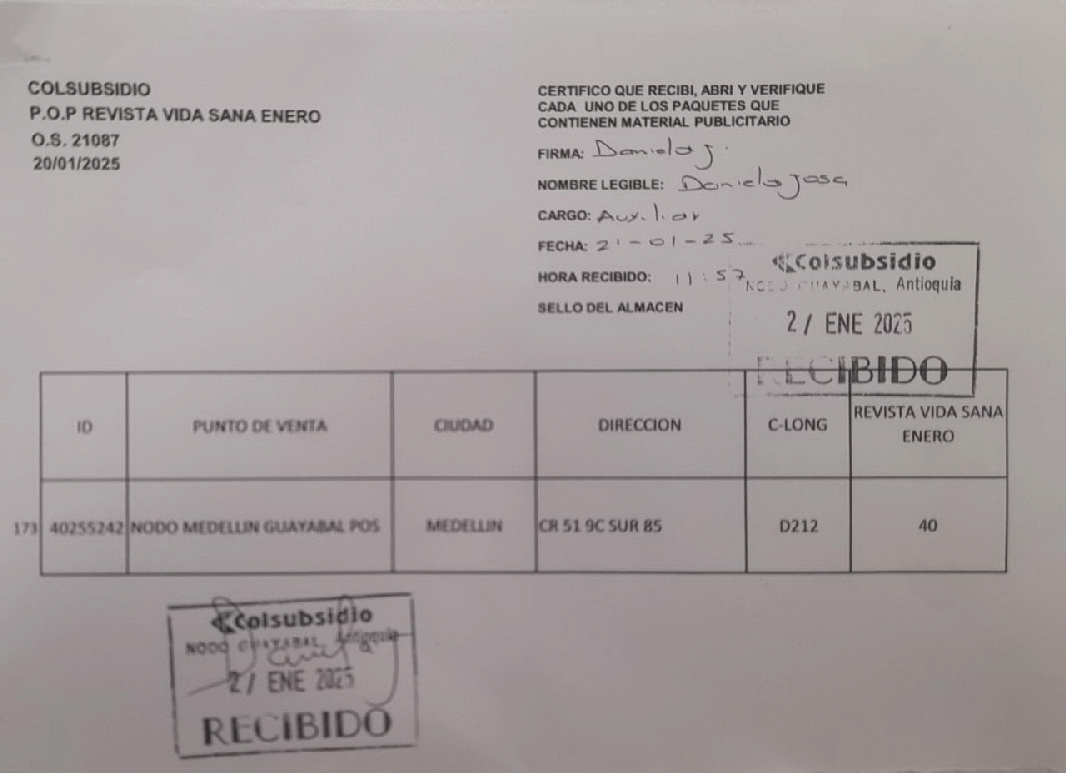 COLSUBSIDIO
P.O.P REVISTA VIDA SANA ENERO
O.S. 21087
20/01/2025
CERTIFICO QUE RECIBI, ABRI Y VERIFIQUE
CADA UNO DE LOS PAQUETES QUE
CONTIENEN MATERIAL PUBLICITARIO
FIRMA: Daniela J.
NOMBRE LEGIBLE: Daniela Jose
CARGO: Auxiliar
FECHA: 21-01-25
HORA RECIBIDO: 11:57
SELLO DEL ALMACEN
Colsubsidio
NODO GUAYABAL, Antioquia
21 ENE 2025
RECIBIDO
ID PUNTO DE VENTA CIUDAD DIRECCION C-LONG REVISTA VIDA SANA
ENERO
173 40255242 NODO MEDELLIN GUAYABAL POS MEDELLIN CR 51 9C SUR 85 D212 40
Colsubsidio
NODO GUAYABAL, Antioquia
21 ENE 2025
RECIBIDO